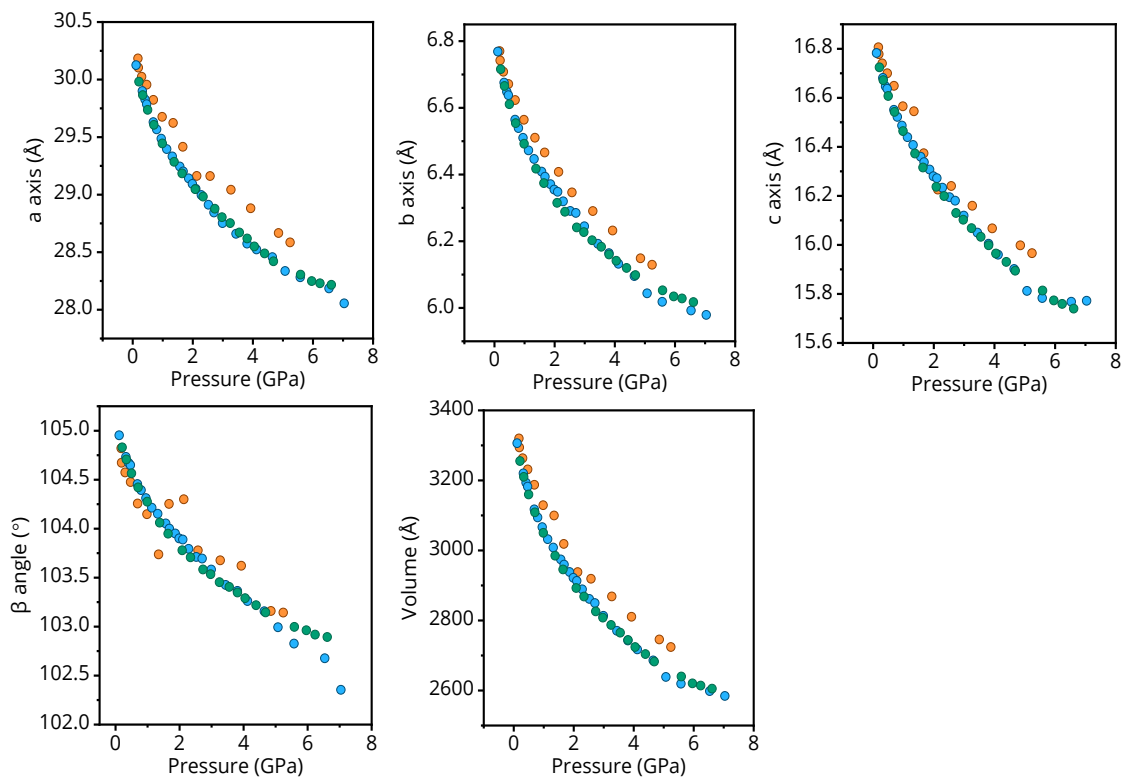 30.5
30.0
29.5
29.0
28.5
28.0
a axis (Å)
0 2 4 6 8
Pressure (GPa)
6.8
6.6
6.4
6.2
6.0
b axis (Å)
0 2 4 6 8
Pressure (GPa)
16.8
16.6
16.4
16.2
16.0
15.8
15.6
c axis (Å)
0 2 4 6 8
Pressure (GPa)
105.0
104.5
104.0
103.5
103.0
102.5
102.0
β angle (°)
0 2 4 6 8
Pressure (GPa)
3400
3200
3000
2800
2600
Volume (Å)
0 2 4 6 8
Pressure (GPa)